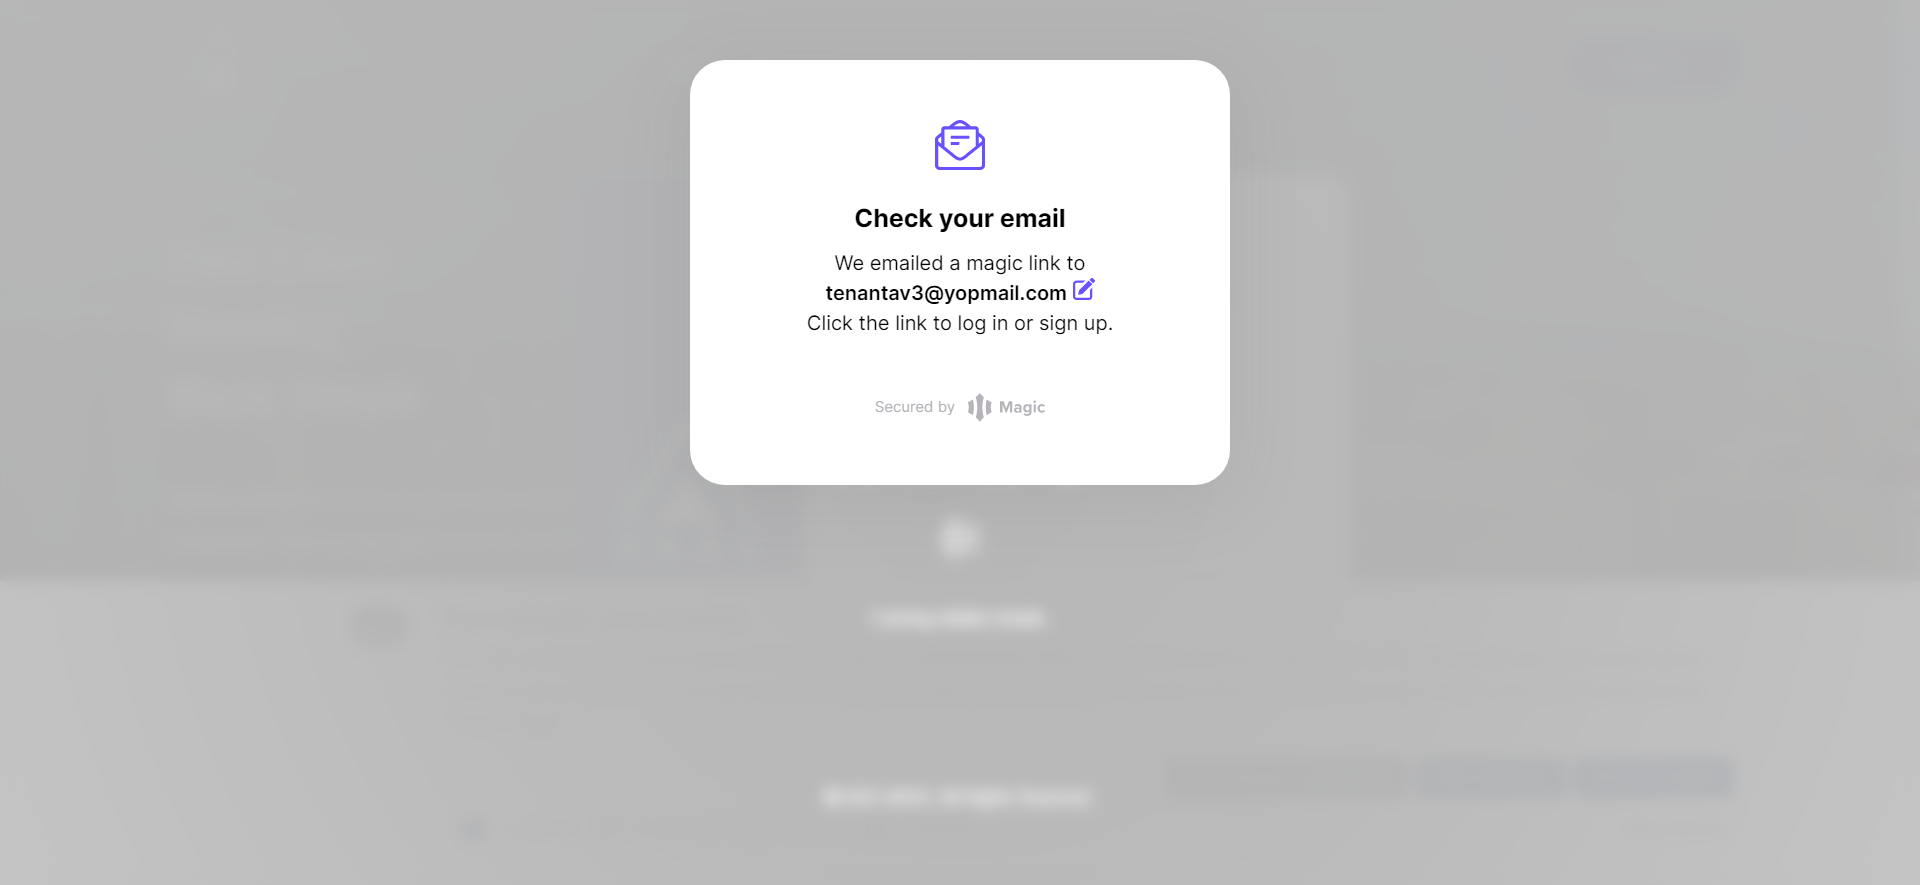 Check your email
We emailed a magic link to
tenantav3@yopmail.com
Click the link to log in or sign up.
Secured by Magic